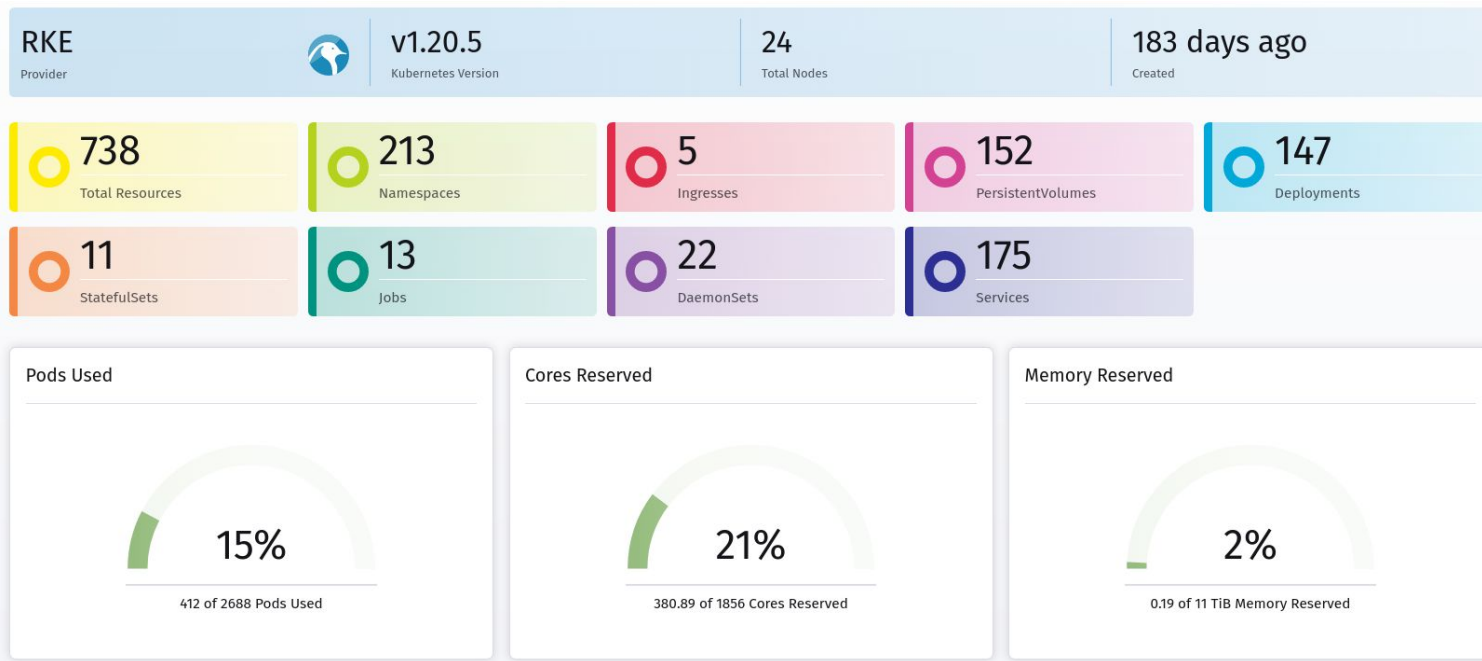 RKE
Provider
v1.20.5
Kubernetes Version
24
Total Nodes
183 days ago
Created
738
Total Resources
213
Namespaces
5
Ingresses
152
PersistentVolumes
147
Deployments
11
StatefulSets
13
Jobs
22
DaemonSets
175
Services
Pods Used
15%
412 of 2688 Pods Used
Cores Reserved
21%
380.89 of 1856 Cores Reserved
Memory Reserved
2%
0.19 of 11 TiB Memory Reserved